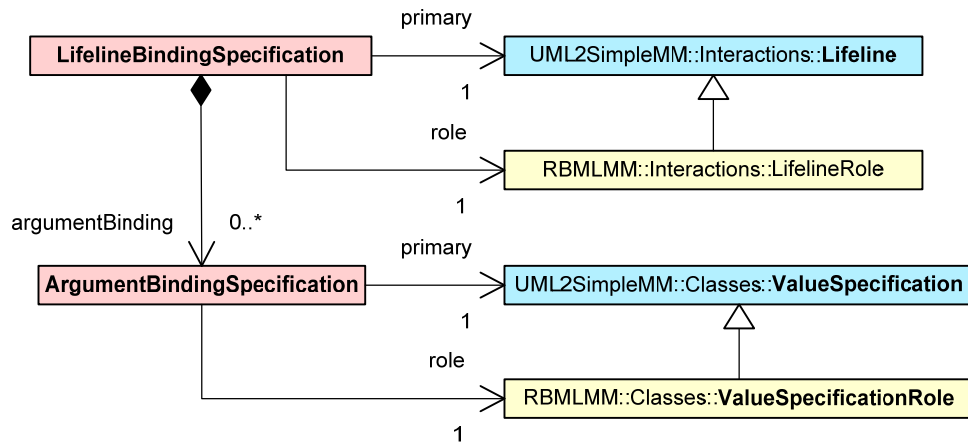 primary
LifelineBindingSpecification
UML2SimpleMM::Interactions::Lifeline
1
role
RBMLMM::Interactions::LifelineRole
1
argumentBinding
0..*
primary
ArgumentBindingSpecification
UML2SimpleMM::Classes::ValueSpecification
1
role
RBMLMM::Classes::ValueSpecificationRole
1